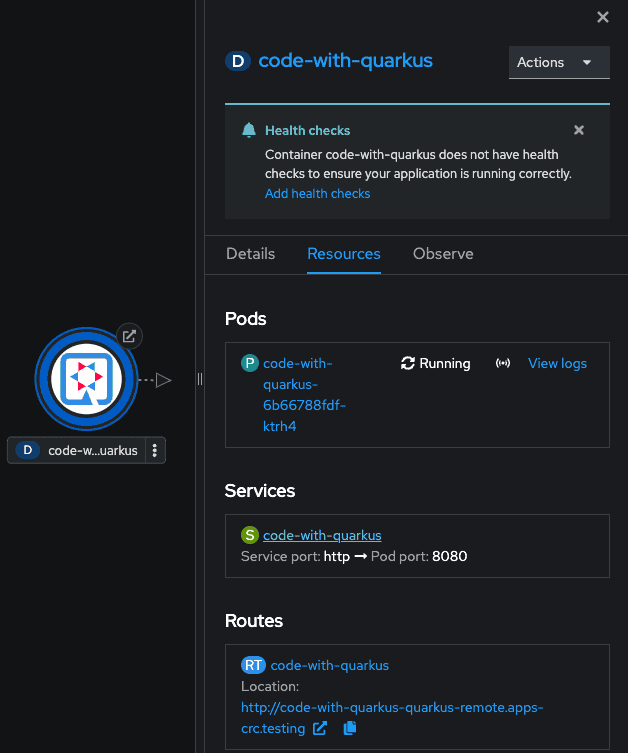 D code-with-quarkus
Actions
Health checks
Container code-with-quarkus does not have health
checks to ensure your application is running correctly.
Add health checks
Details Resources Observe
Pods
P code-with-
quarkus-
6b66788fdf-
ktrh4
Running View logs
D code-w...uarkus
Services
S code-with-quarkus
Service port: http → Pod port: 8080
Routes
RT code-with-quarkus
Location:
http://code-with-quarkus-quarkus-remote.apps-
crc.testing